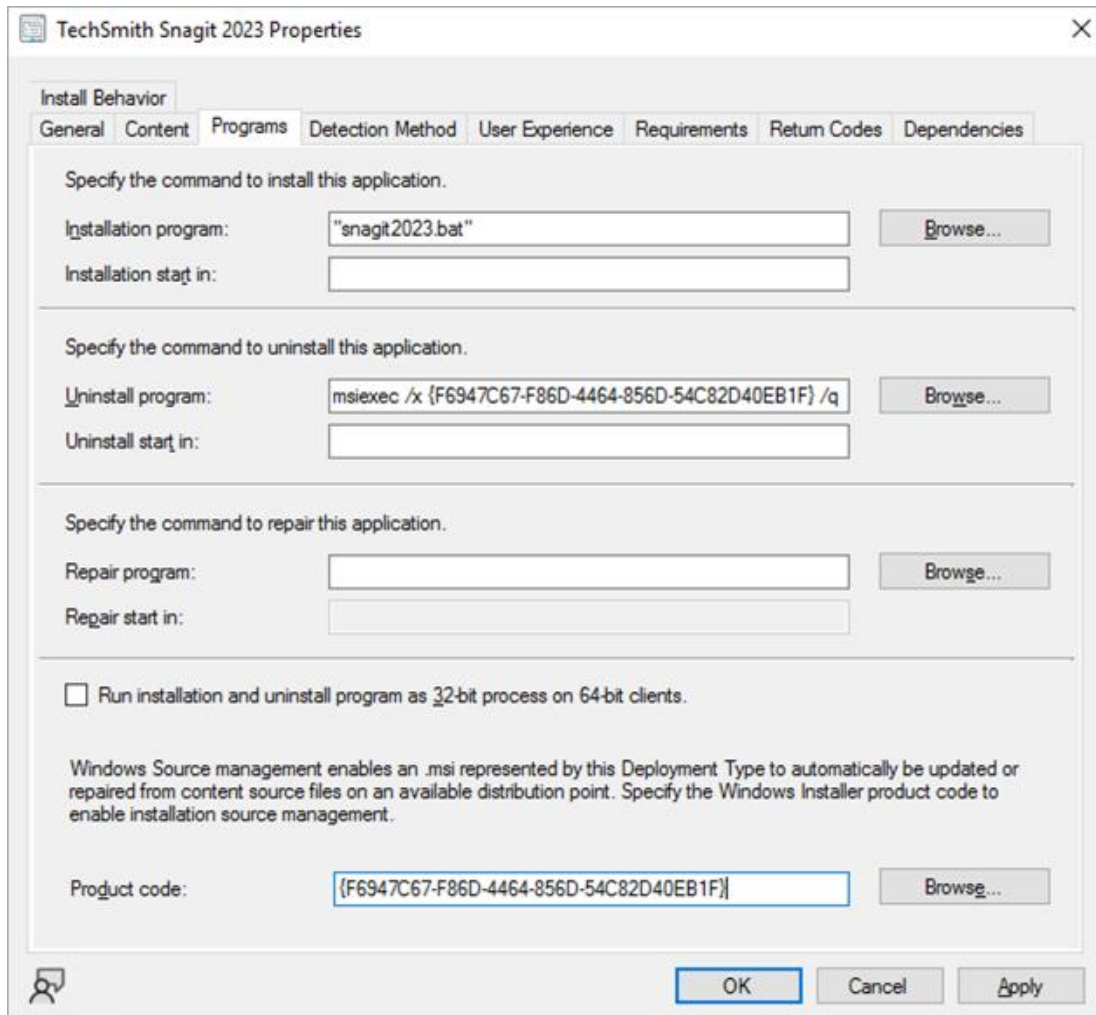 TechSmith Snagit 2023 Properties
Install Behavior
General Content Programs Detection Method User Experience Requirements Return Codes Dependencies
Specify the command to install this application.
Installation program: "snagit2023.bat" Browse...
Installation start in:
Specify the command to uninstall this application.
Uninstall program: msiexec /x {F6947C67-F86D-4464-856D-54C82D40EB1F} /q Browse...
Uninstall start in:
Specify the command to repair this application.
Repair program: Browse...
Repair start in:
Run installation and uninstall program as 32-bit process on 64-bit clients.
Windows Source management enables an .msi represented by this Deployment Type to automatically be updated or
repaired from content source files on an available distribution point. Specify the Windows Installer product code to
enable installation source management.
Product code: {F6947C67-F86D-4464-856D-54C82D40EB1F} Browse...
OK Cancel Apply